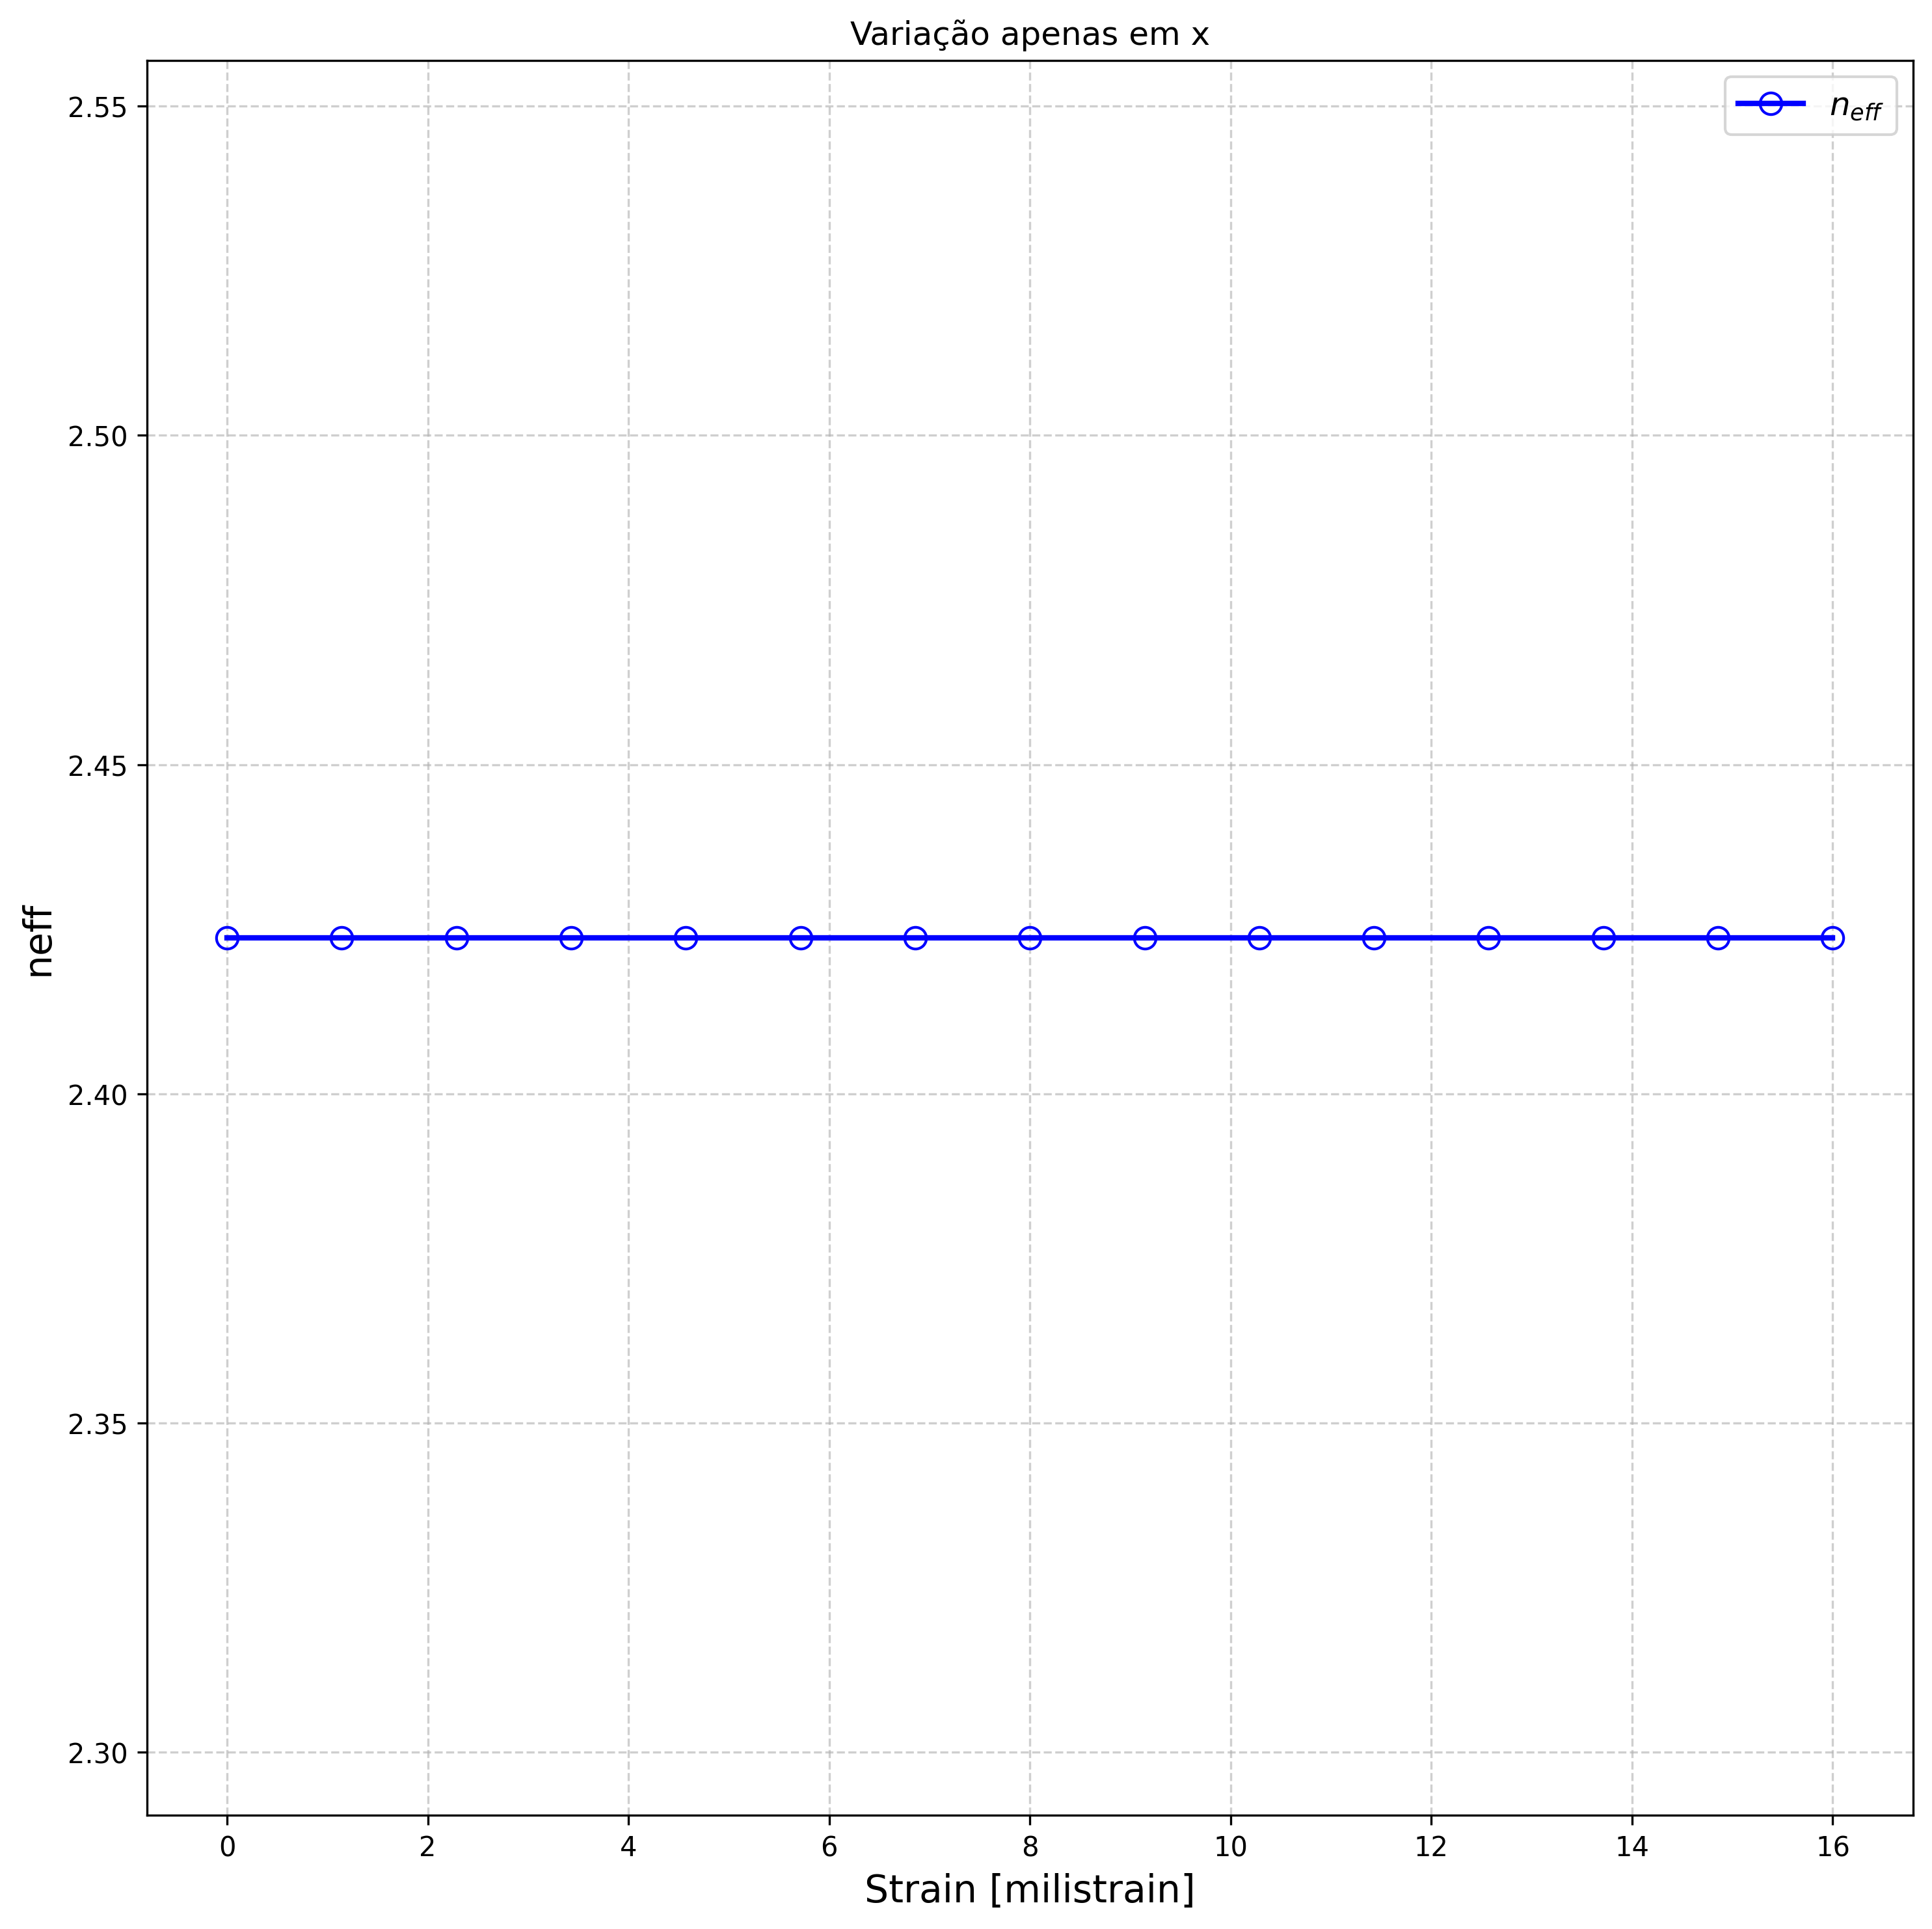 Variação apenas em x
neff
2.55
2.50
2.45
2.40
2.35
2.30
neff
0 2 4 6 8 10 12 14 16
Strain [milistrain]